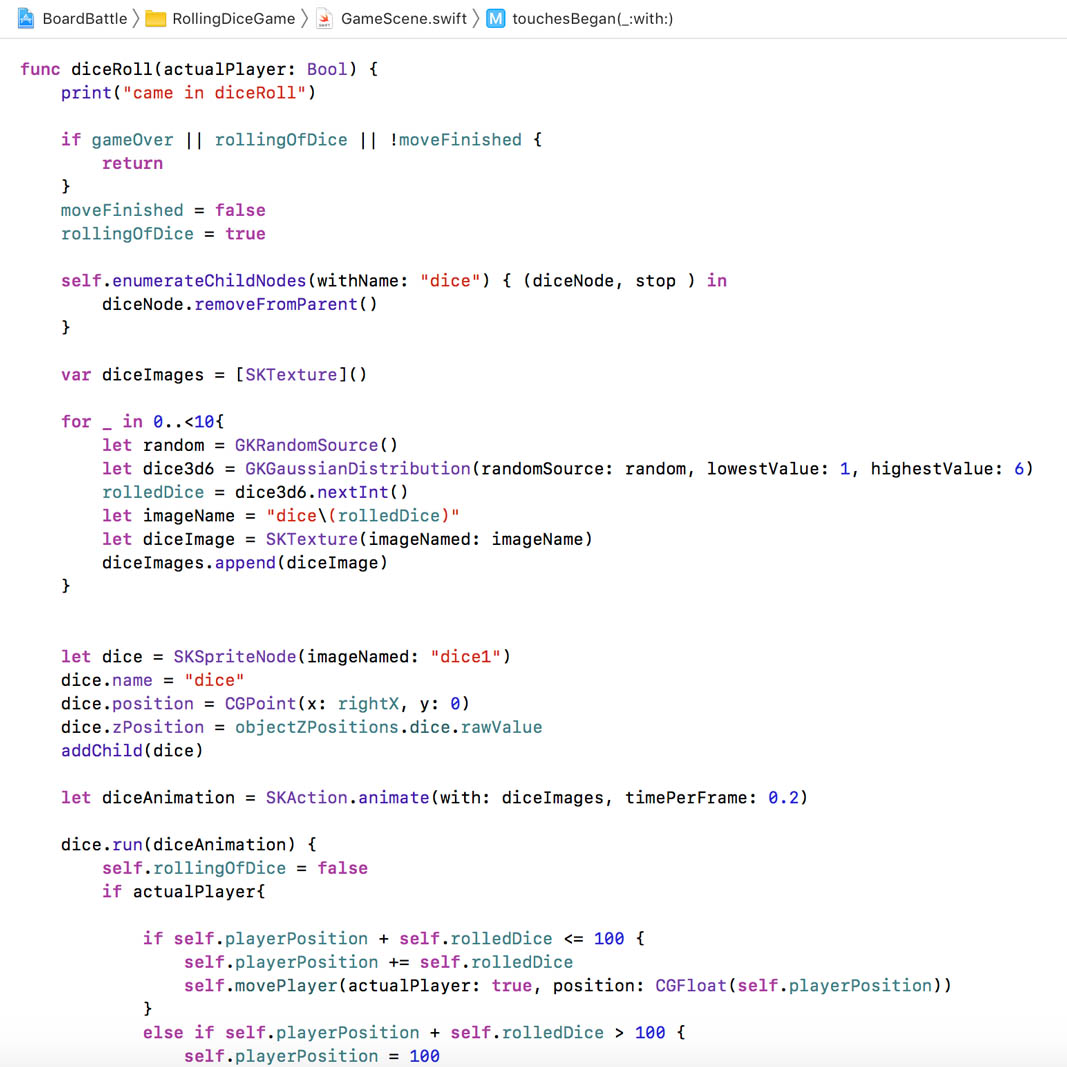 BoardBattle 〉 RollingDiceGame 〉 GameScene.swift 〉 M touchesBegan(_:with:)
func diceRoll(actualPlayer: Bool) {
    print("came in diceRoll")
    if gameOver || rollingOfDice || !moveFinished {
        return
    }
    moveFinished = false
    rollingOfDice = true
    self.enumerateChildNodes(withName: "dice") { (diceNode, stop ) in
        diceNode.removeFromParent()
    }
    var diceImages = [SKTexture]()
    for _ in 0..<10{
        let random = GKRandomSource()
        let dice3d6 = GKGaussianDistribution(randomSource: random, lowestValue: 1, highestValue: 6)
        rolledDice = dice3d6.nextInt()
        let imageName = "dice\(rolledDice)"
        let diceImage = SKTexture(imageNamed: imageName)
        diceImages.append(diceImage)
    }
    let dice = SKSpriteNode(imageNamed: "dice1")
    dice.name = "dice"
    dice.position = CGPoint(x: rightX, y: 0)
    dice.zPosition = objectZPositions.dice.rawValue
    addChild(dice)
    let diceAnimation = SKAction.animate(with: diceImages, timePerFrame: 0.2)
    dice.run(diceAnimation) {
        self.rollingOfDice = false
        if actualPlayer{
            if self.playerPosition + self.rolledDice <= 100 {
                self.playerPosition += self.rolledDice
                self.movePlayer(actualPlayer: true, position: CGFloat(self.playerPosition))
            }
            else if self.playerPosition + self.rolledDice > 100 {
                self.playerPosition = 100